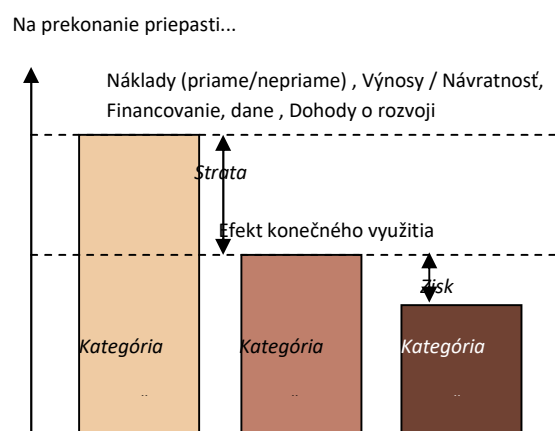 Na prekonanie priepasti...
Náklady (priame/nepriame) , Výnosy / Návratnosť,
Financovanie, dane , Dohody o rozvoji
Strata
Efekt konečného využitia
Zisk
Kategória
Kategória
Kategória